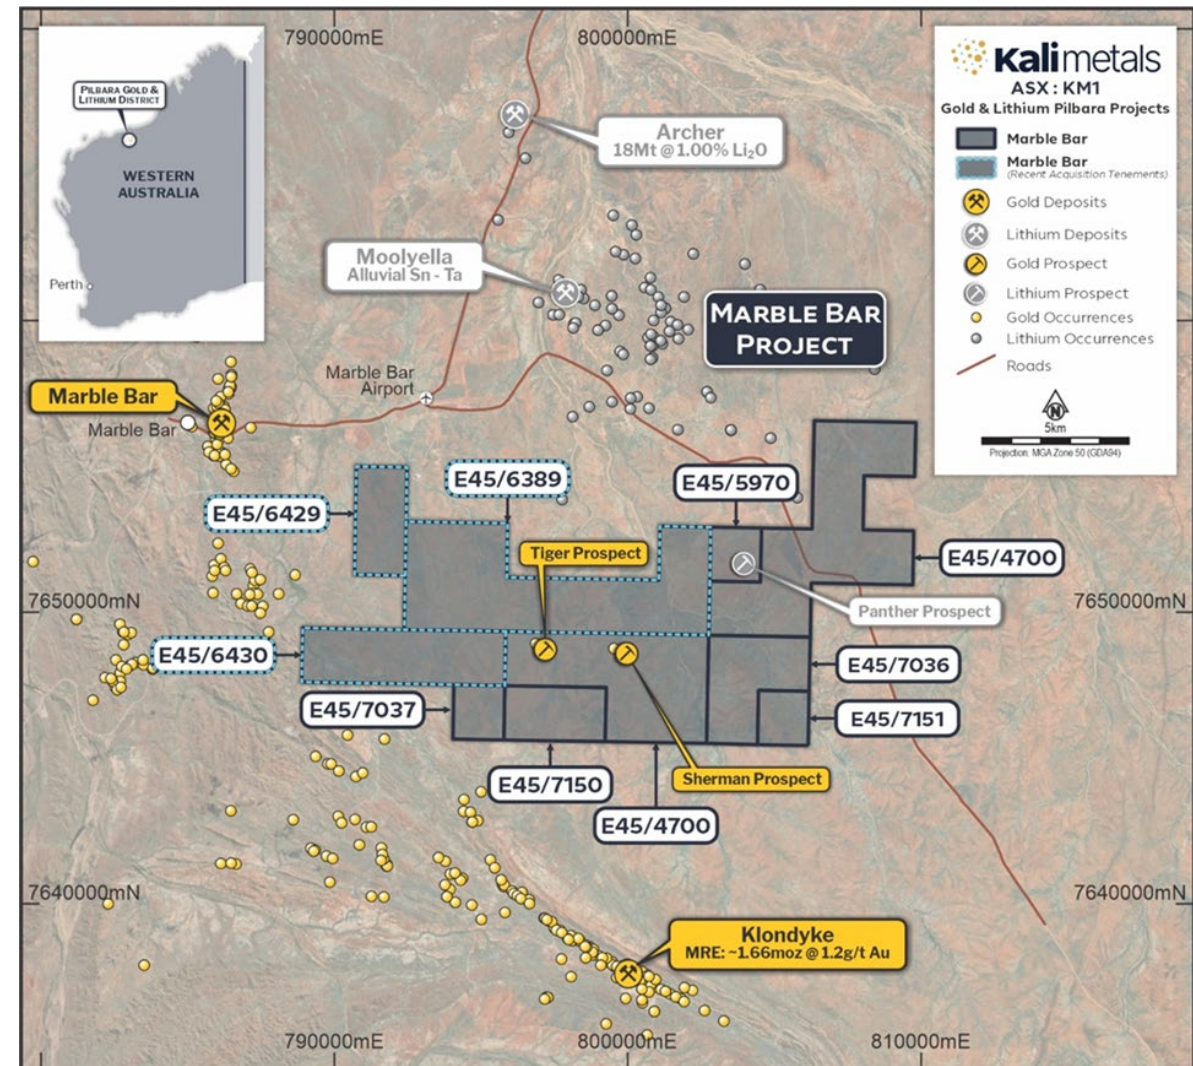 790000mE
800000mE
PILBARA GOLD &
LITHIUM DISTRICT
WESTERN
AUSTRALIA
Perth
Kalimetals
ASX : KM1
Gold & Lithium Pilbara Projects
Marble Bar
Marble Bar
(Recent Acquisition Tenements)
Gold Deposits
Lithium Deposits
Gold Prospect
Lithium Prospect
Gold Occurrences
Lithium Occurrences
Roads
N
5km
Projection: MGA Zone 50 (GDA94)
Archer
18Mt @ 1.00% Li₂O
Moolyella
Alluvial Sn - Ta
MARBLE BAR
PROJECT
Marble Bar
Airport
Marble Bar
Marble Bar
E45/6389
E45/5970
E45/6429
Tiger Prospect
E45/4700
7650000mN
7650000mN
Panther Prospect
E45/6430
E45/7036
E45/7037
E45/7151
Sherman Prospect
E45/7150
E45/4700
7640000mN
7640000mN
Klondyke
MRE: ~1.66moz @ 1.2g/t Au
790000mE
800000mE
810000mE